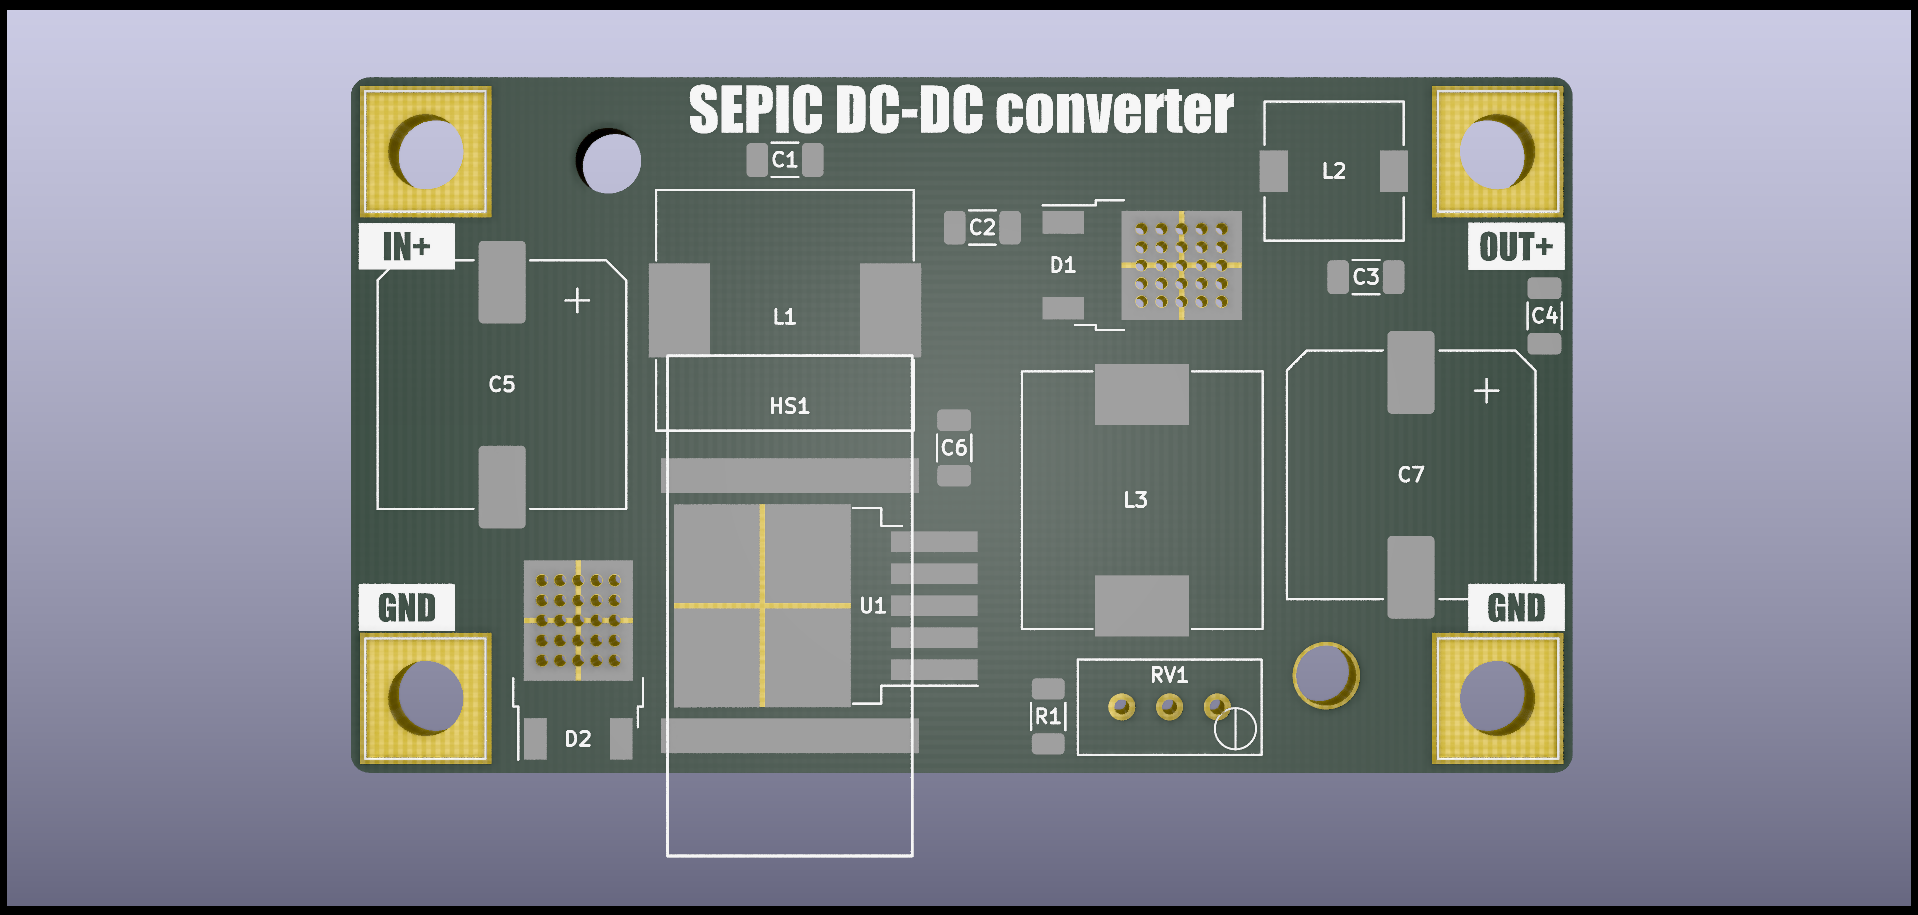 SEPIC DC-DC converter
C1
L2
IN+
C2
OUT+
D1
C3
L1
C4
C5
HS1
C6
C7
L3
GND
U1
GND
RV1
R1
D2